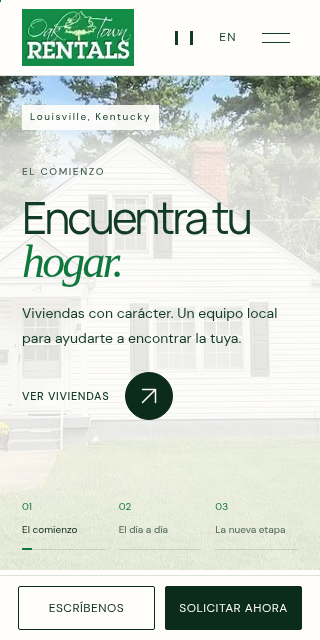 Oak Town
RENTALS
EN
Louisville, Kentucky
EL COMIENZO
Encuentra tu
hogar.
Viviendas con carácter. Un equipo local
para ayudarte a encontrar la tuya.
VER VIVIENDAS
01
02
03
El comienzo
El día a día
La nueva etapa
ESCRÍBENOS
SOLICITAR AHORA